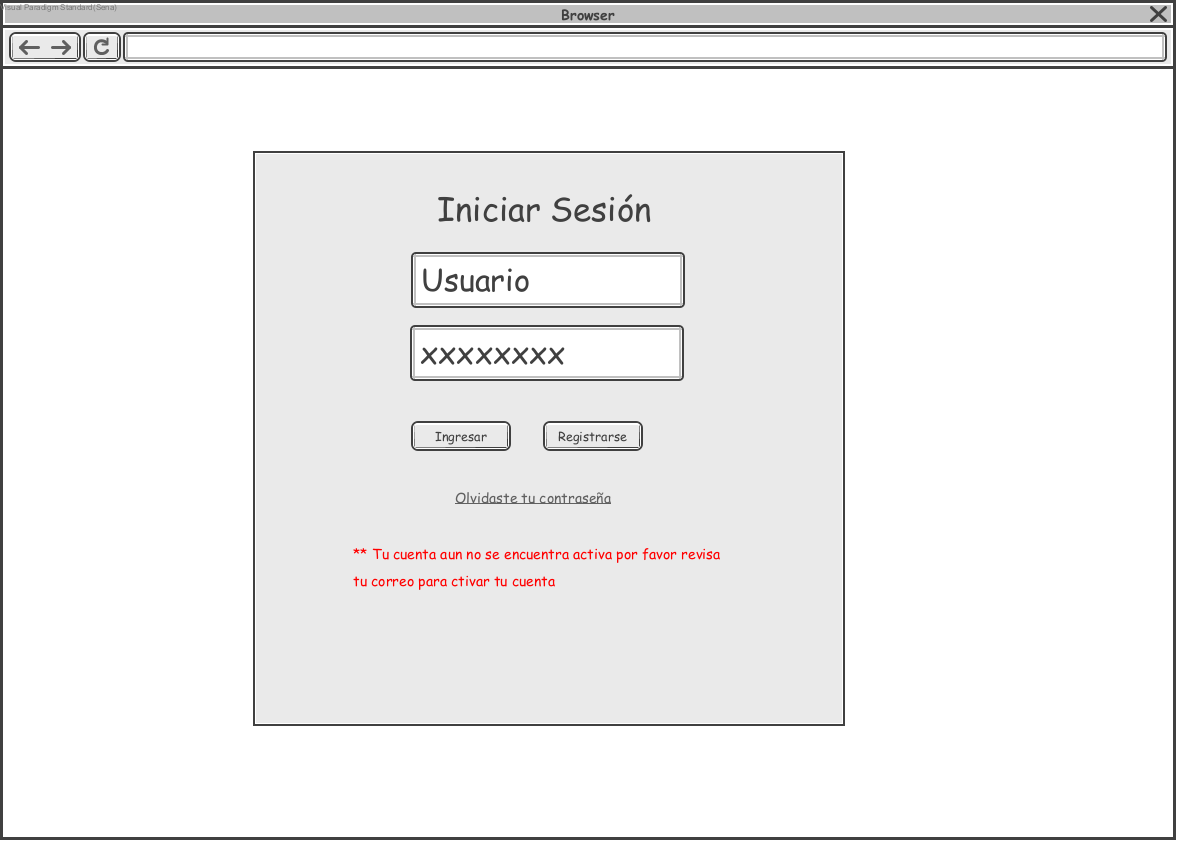 Visual Paradigm Standard(Sena)
Browser
Iniciar Sesión
Usuario
xxxxxxxx
Ingresar Registrarse
Olvidaste tu contraseña
** Tu cuenta aun no se encuentra activa por favor revisa
tu correo para ctivar tu cuenta